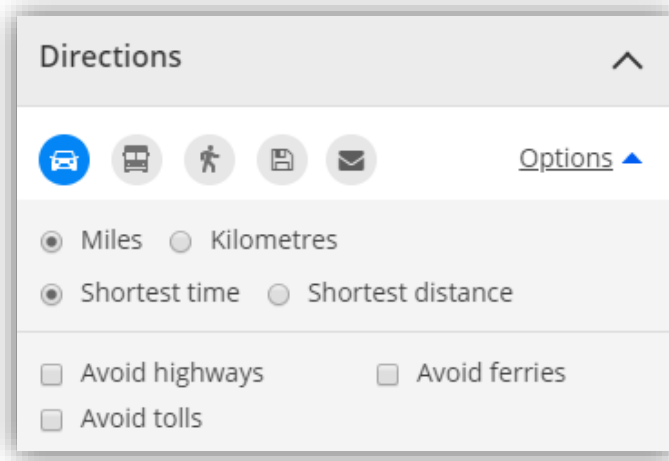 Directions
Options
Miles Kilometres
Shortest time Shortest distance
Avoid highways Avoid ferries
Avoid tolls